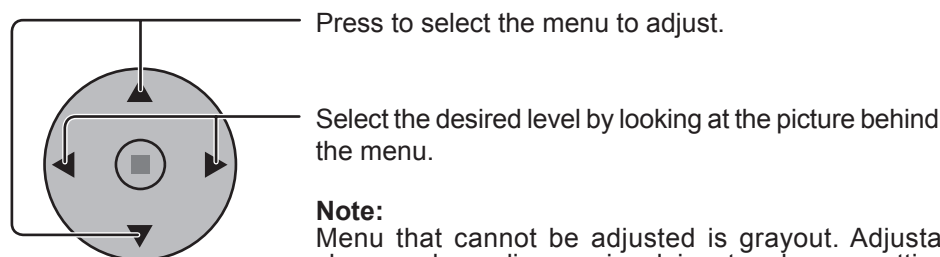 Press to select the menu to adjust.
Select the desired level by looking at the picture behind
the menu.
Note:
Menu that cannot be adjusted is grayout.